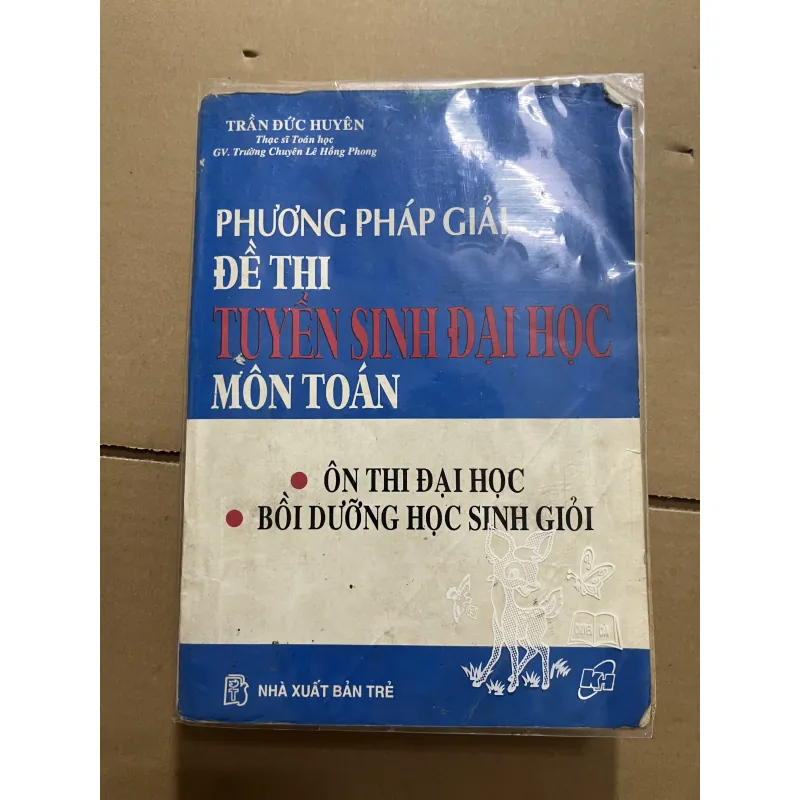 TRẦN ĐỨC HUYÊN
Thạc sĩ Toán học
GV. Trường Chuyên Lê Hồng Phong
PHƯƠNG PHÁP GIẢI
ĐỀ THI
TUYỂN SINH ĐẠI HỌC
MÔN TOÁN
ÔN THI ĐẠI HỌC
BỒI DƯỠNG HỌC SINH GIỎI
NHÀ XUẤT BẢN TRẺ
KH